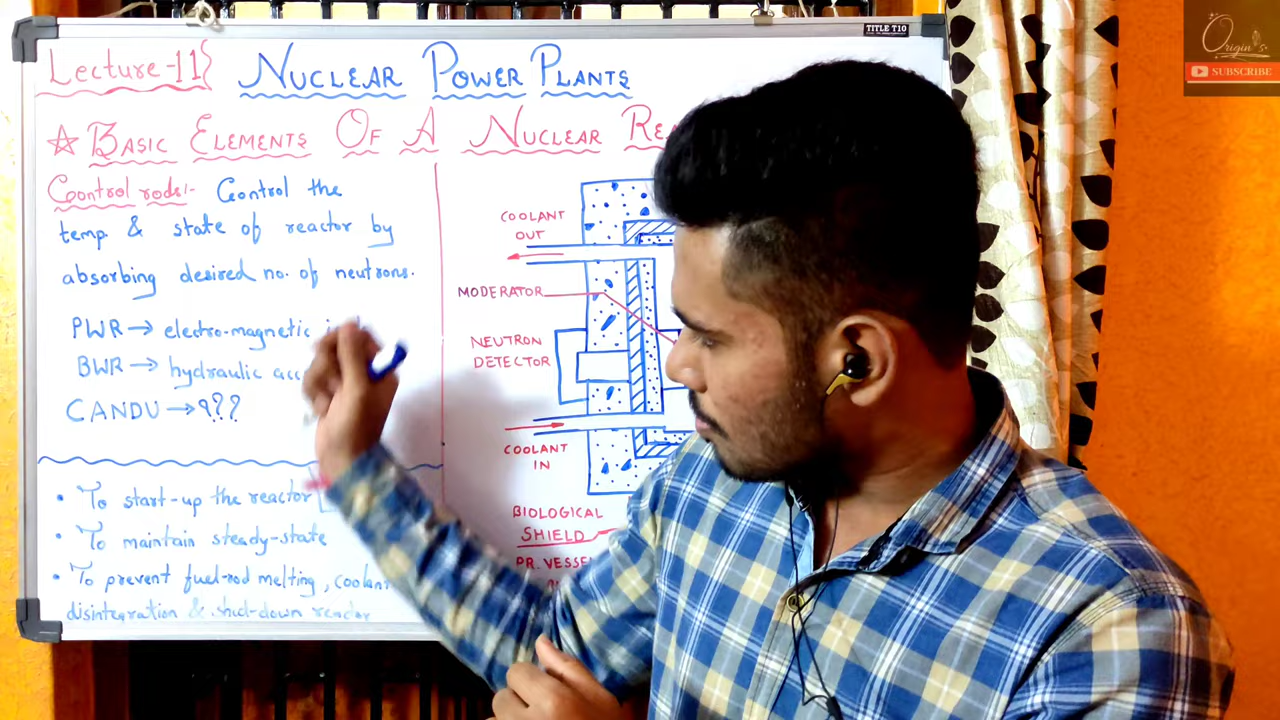 Lecture-11
NUCLEAR POWER PLANTS
TITLE T10
Origin's
SUBSCRIBE
☆ BASIC ELEMENTS OF A NUCLEAR
Control rods:- Control the
temp. & state of reactor by
absorbing desired no. of neutrons.
PWR → electro-magnetic
BWR → hydraulic
CANDU → ???
• To start-up the reactor
• To maintain steady-state
• To prevent fuel-rod melting, coolant
disintegration & shut-down reactor
COOLANT
OUT
MODERATOR
NEUTRON
DETECTOR
COOLANT
IN
BIOLOGICAL
SHIELD
PR.